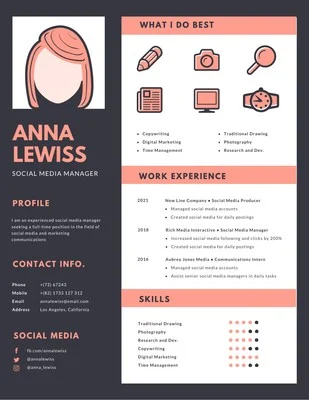 ANNA
LEWISS
SOCIAL MEDIA MANAGER
PROFILE
I am an experienced social media manager
seeking a full time position in the field
of social media and marketing
communications
CONTACT INFO.
Phone • (72) 67243
Mobile • (82) 1732 127 312
Email • annalewiss@email.com
Address • Los Angeles, California
SOCIAL MEDIA
fb.com/annalewiss
@annalewiss
@anna_lewiss
WHAT I DO BEST
• Copywriting
• Digital Marketing
• Time Management
• Traditional Drawing
• Photography
• Research and Dev.
WORK EXPERIENCE
2021 New Line Company • Social Media Producer
• Managed social media accounts
• Created social media for daily postings
2018 Rich Media Interactive • Social Media Manager
• Increased social media following and clicks by 200%
• Created social media for daily postings
2016 Aubrey Jones Media • Communications Intern
• Managed social media accounts
• Assist senior social media managers in daily tasks
SKILLS
Traditional Drawing
Photography
Research and Dev.
Copywriting
Digital Marketing
Time Management